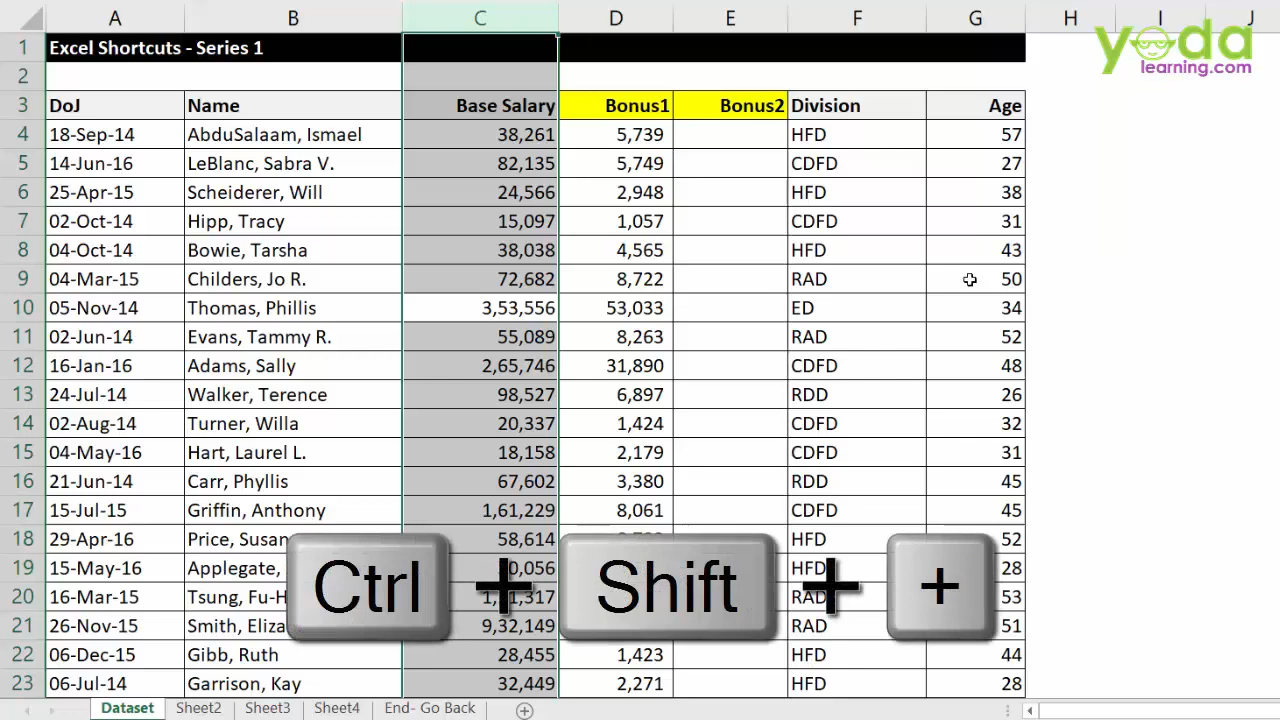 A B C D E F G H I J
yoda
learning.com
1 Excel Shortcuts - Series 1
2
3 DoJ Name Base Salary Bonus1 Bonus2 Division Age
4 18-Sep-14 AbduSalaam, Ismael 38,261 5,739 HFD 57
5 14-Jun-16 LeBlanc, Sabra V. 82,135 5,749 CDFD 27
6 25-Apr-15 Scheiderer, Will 24,566 2,948 HFD 38
7 02-Oct-14 Hipp, Tracy 15,097 1,057 CDFD 31
8 04-Oct-14 Bowie, Tarsha 38,038 4,565 HFD 43
9 04-Mar-15 Childers, Jo R. 72,682 8,722 RAD 50
10 05-Nov-14 Thomas, Phillis 3,53,556 53,033 ED 34
11 02-Jun-14 Evans, Tammy R. 55,089 8,263 RAD 52
12 16-Jan-16 Adams, Sally 2,65,746 31,890 CDFD 48
13 24-Jul-14 Walker, Terence 98,527 6,897 RDD 26
14 02-Aug-14 Turner, Willa 20,337 1,424 CDFD 32
15 04-May-16 Hart, Laurel L. 18,158 2,179 CDFD 31
16 21-Jun-14 Carr, Phyllis 67,602 3,380 RDD 45
17 15-Jul-15 Griffin, Anthony 1,61,229 8,061 CDFD 45
18 29-Apr-16 Price, Susan 58,614 HFD 52
19 15-May-16 Applegate, HFD 28
20 16-Mar-15 Tsung, Fu-H RAD 53
21 26-Nov-15 Smith, Eliza 9,32,149 RAD 51
Ctrl + Shift + +
22 06-Dec-15 Gibb, Ruth 28,455 1,423 HFD 44
23 06-Jul-14 Garrison, Kay 32,449 2,271 HFD 28
Dataset Sheet2 Sheet3 Sheet4 End- Go Back